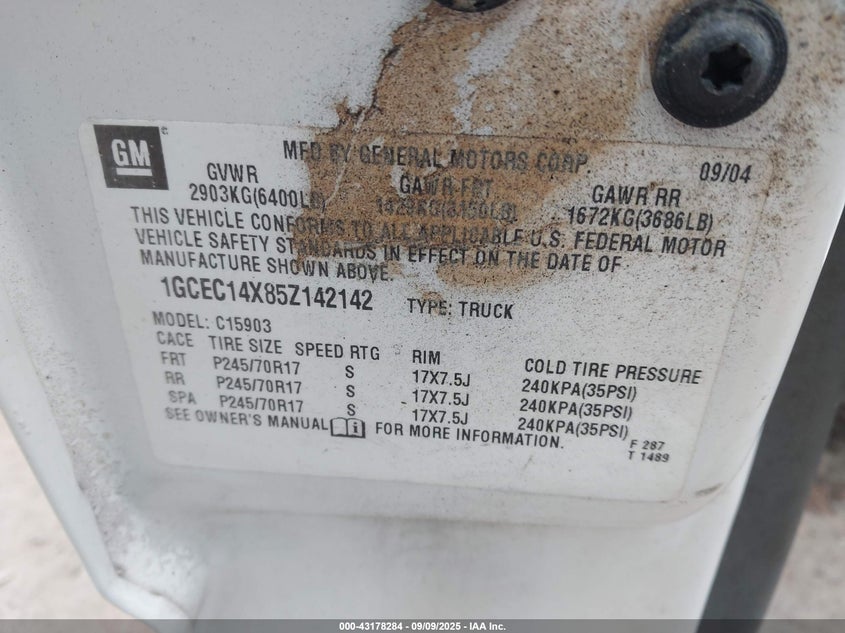 GM
MFD BY GENERAL MOTORS CORP. 09/04
GVWR GAWR FRT GAWR RR
2903KG(6400LB) 1672KG(3686LB)
THIS VEHICLE CONFORMS TO ALL APPLICABLE U.S. FEDERAL MOTOR
VEHICLE SAFETY STANDARDS IN EFFECT ON THE DATE OF
MANUFACTURE SHOWN ABOVE.
1GCEC14X85Z142142 TYPE: TRUCK
MODEL: C15903
CACE TIRE SIZE SPEED RTG RIM COLD TIRE PRESSURE
FRT P245/70R17 S 17X7.5J 240KPA(35PSI)
RR P245/70R17 S 17X7.5J 240KPA(35PSI)
SPA P245/70R17 S 17X7.5J 240KPA(35PSI)
SEE OWNER'S MANUAL FOR MORE INFORMATION.
F 287
T 1489
000-43178284 - 09/09/2025 - IAA Inc.